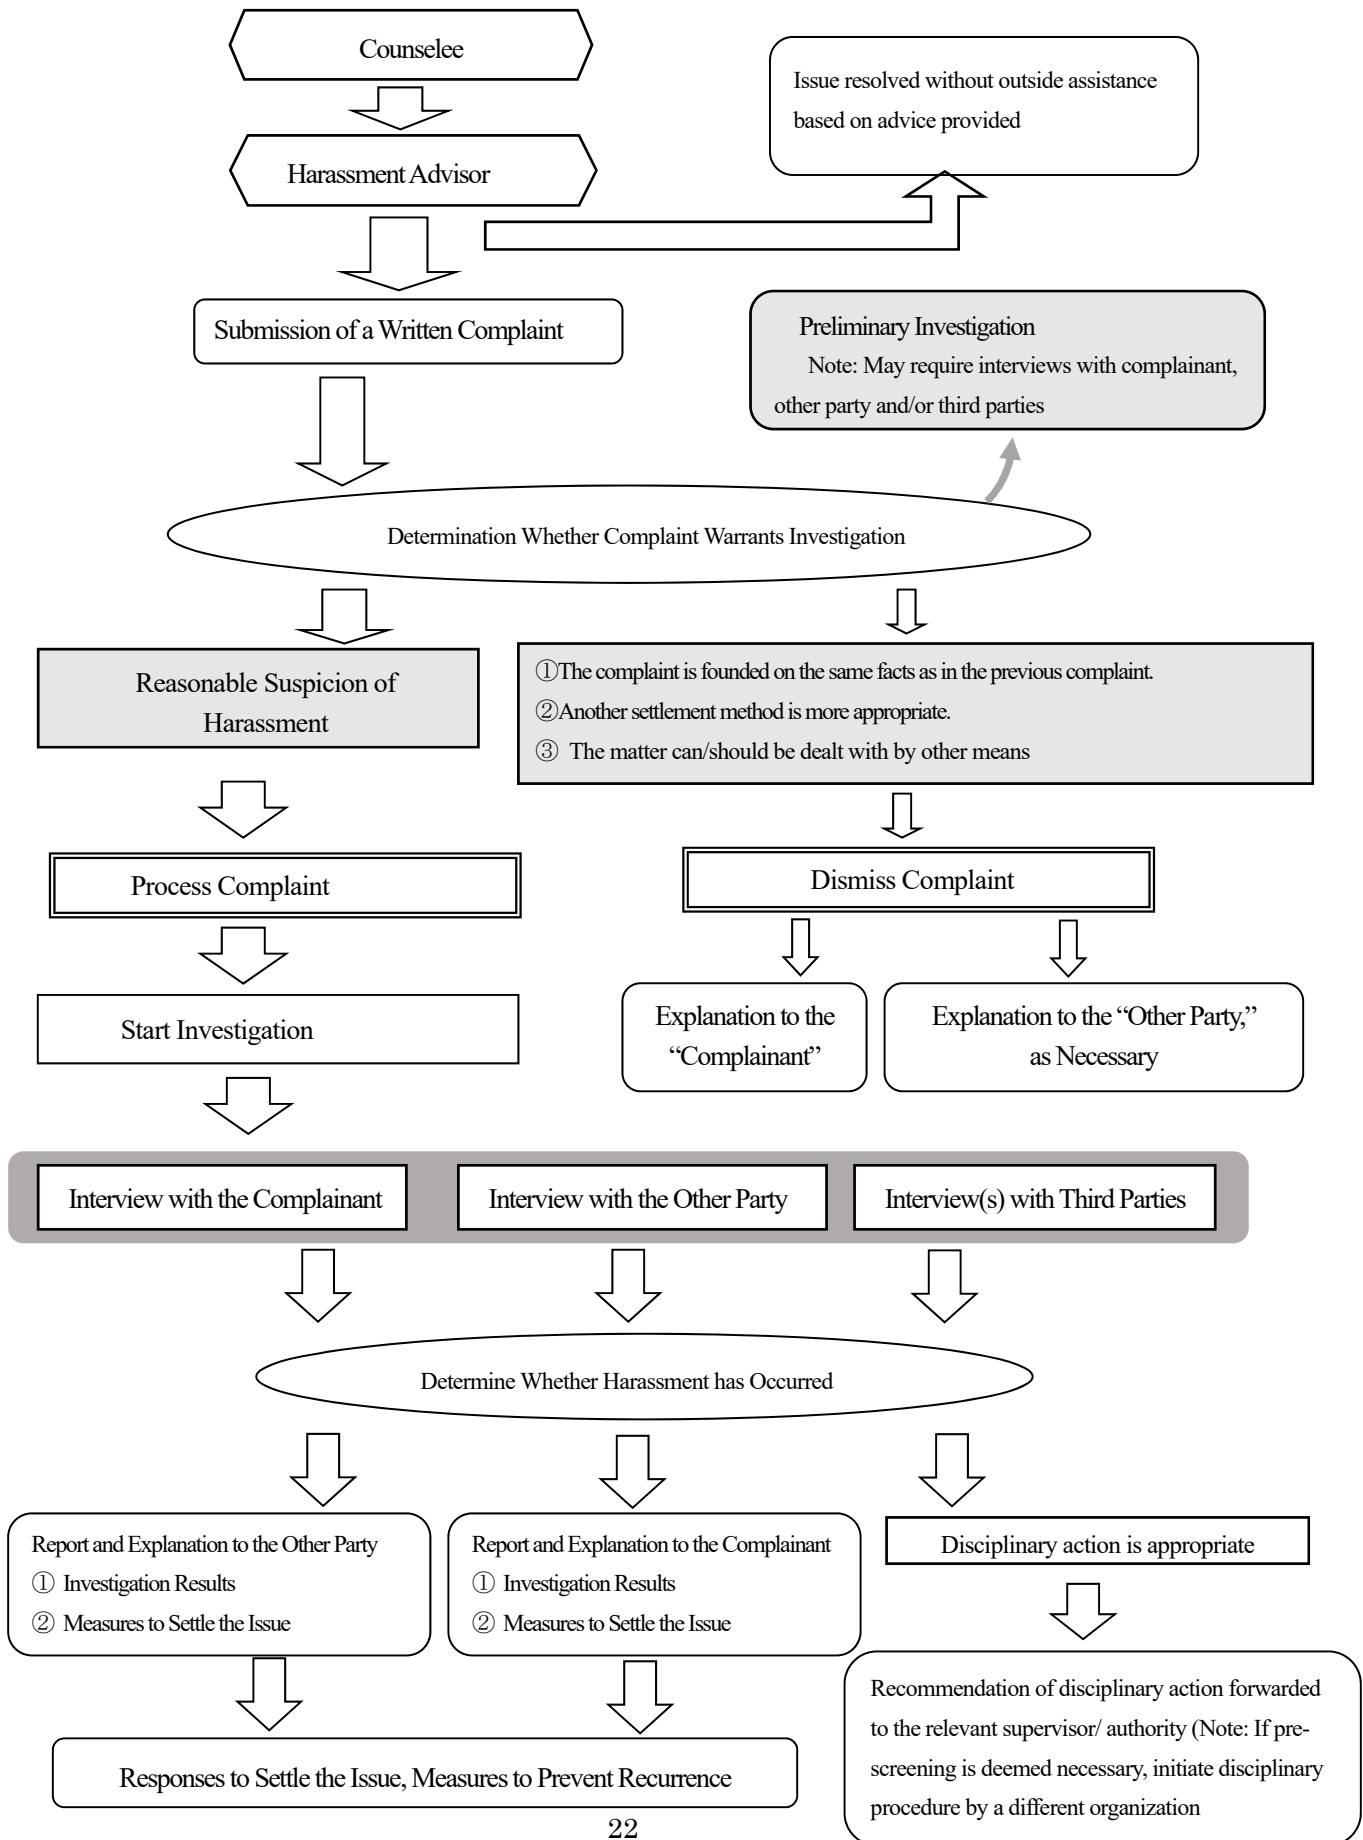 Counselee
Issue resolved without outside assistance
based on advice provided
Harassment Advisor
Submission of a Written Complaint
Preliminary Investigation
Note: May require interviews with complainant,
other party and/or third parties
Determination Whether Complaint Warrants Investigation
Reasonable Suspicion of
Harassment
①The complaint is founded on the same facts as in the previous complaint.
②Another settlement method is more appropriate.
③ The matter can/should be dealt with by other means
Process Complaint
Dismiss Complaint
Start Investigation
Explanation to the
“Complainant”
Explanation to the “Other Party,”
as Necessary
Interview with the Complainant
Interview with the Other Party
Interview(s) with Third Parties
Determine Whether Harassment has Occurred
Report and Explanation to the Other Party
① Investigation Results
② Measures to Settle the Issue
Report and Explanation to the Complainant
① Investigation Results
② Measures to Settle the Issue
Disciplinary action is appropriate
Recommendation of disciplinary action forwarded
to the relevant supervisor/ authority (Note: If pre-
screening is deemed necessary, initiate disciplinary
procedure by a different organization
Responses to Settle the Issue, Measures to Prevent Recurrence
22